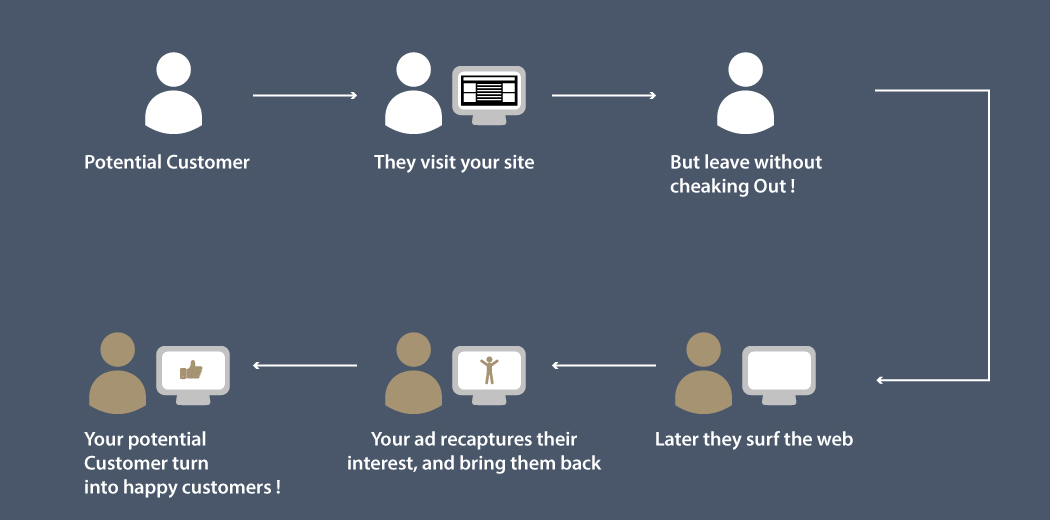 Potential Customer
They visit your site
But leave without
cheaking Out !
Later they surf the web
Your ad recaptures their
interest, and bring them back
Your potential
Customer turn
into happy customers !